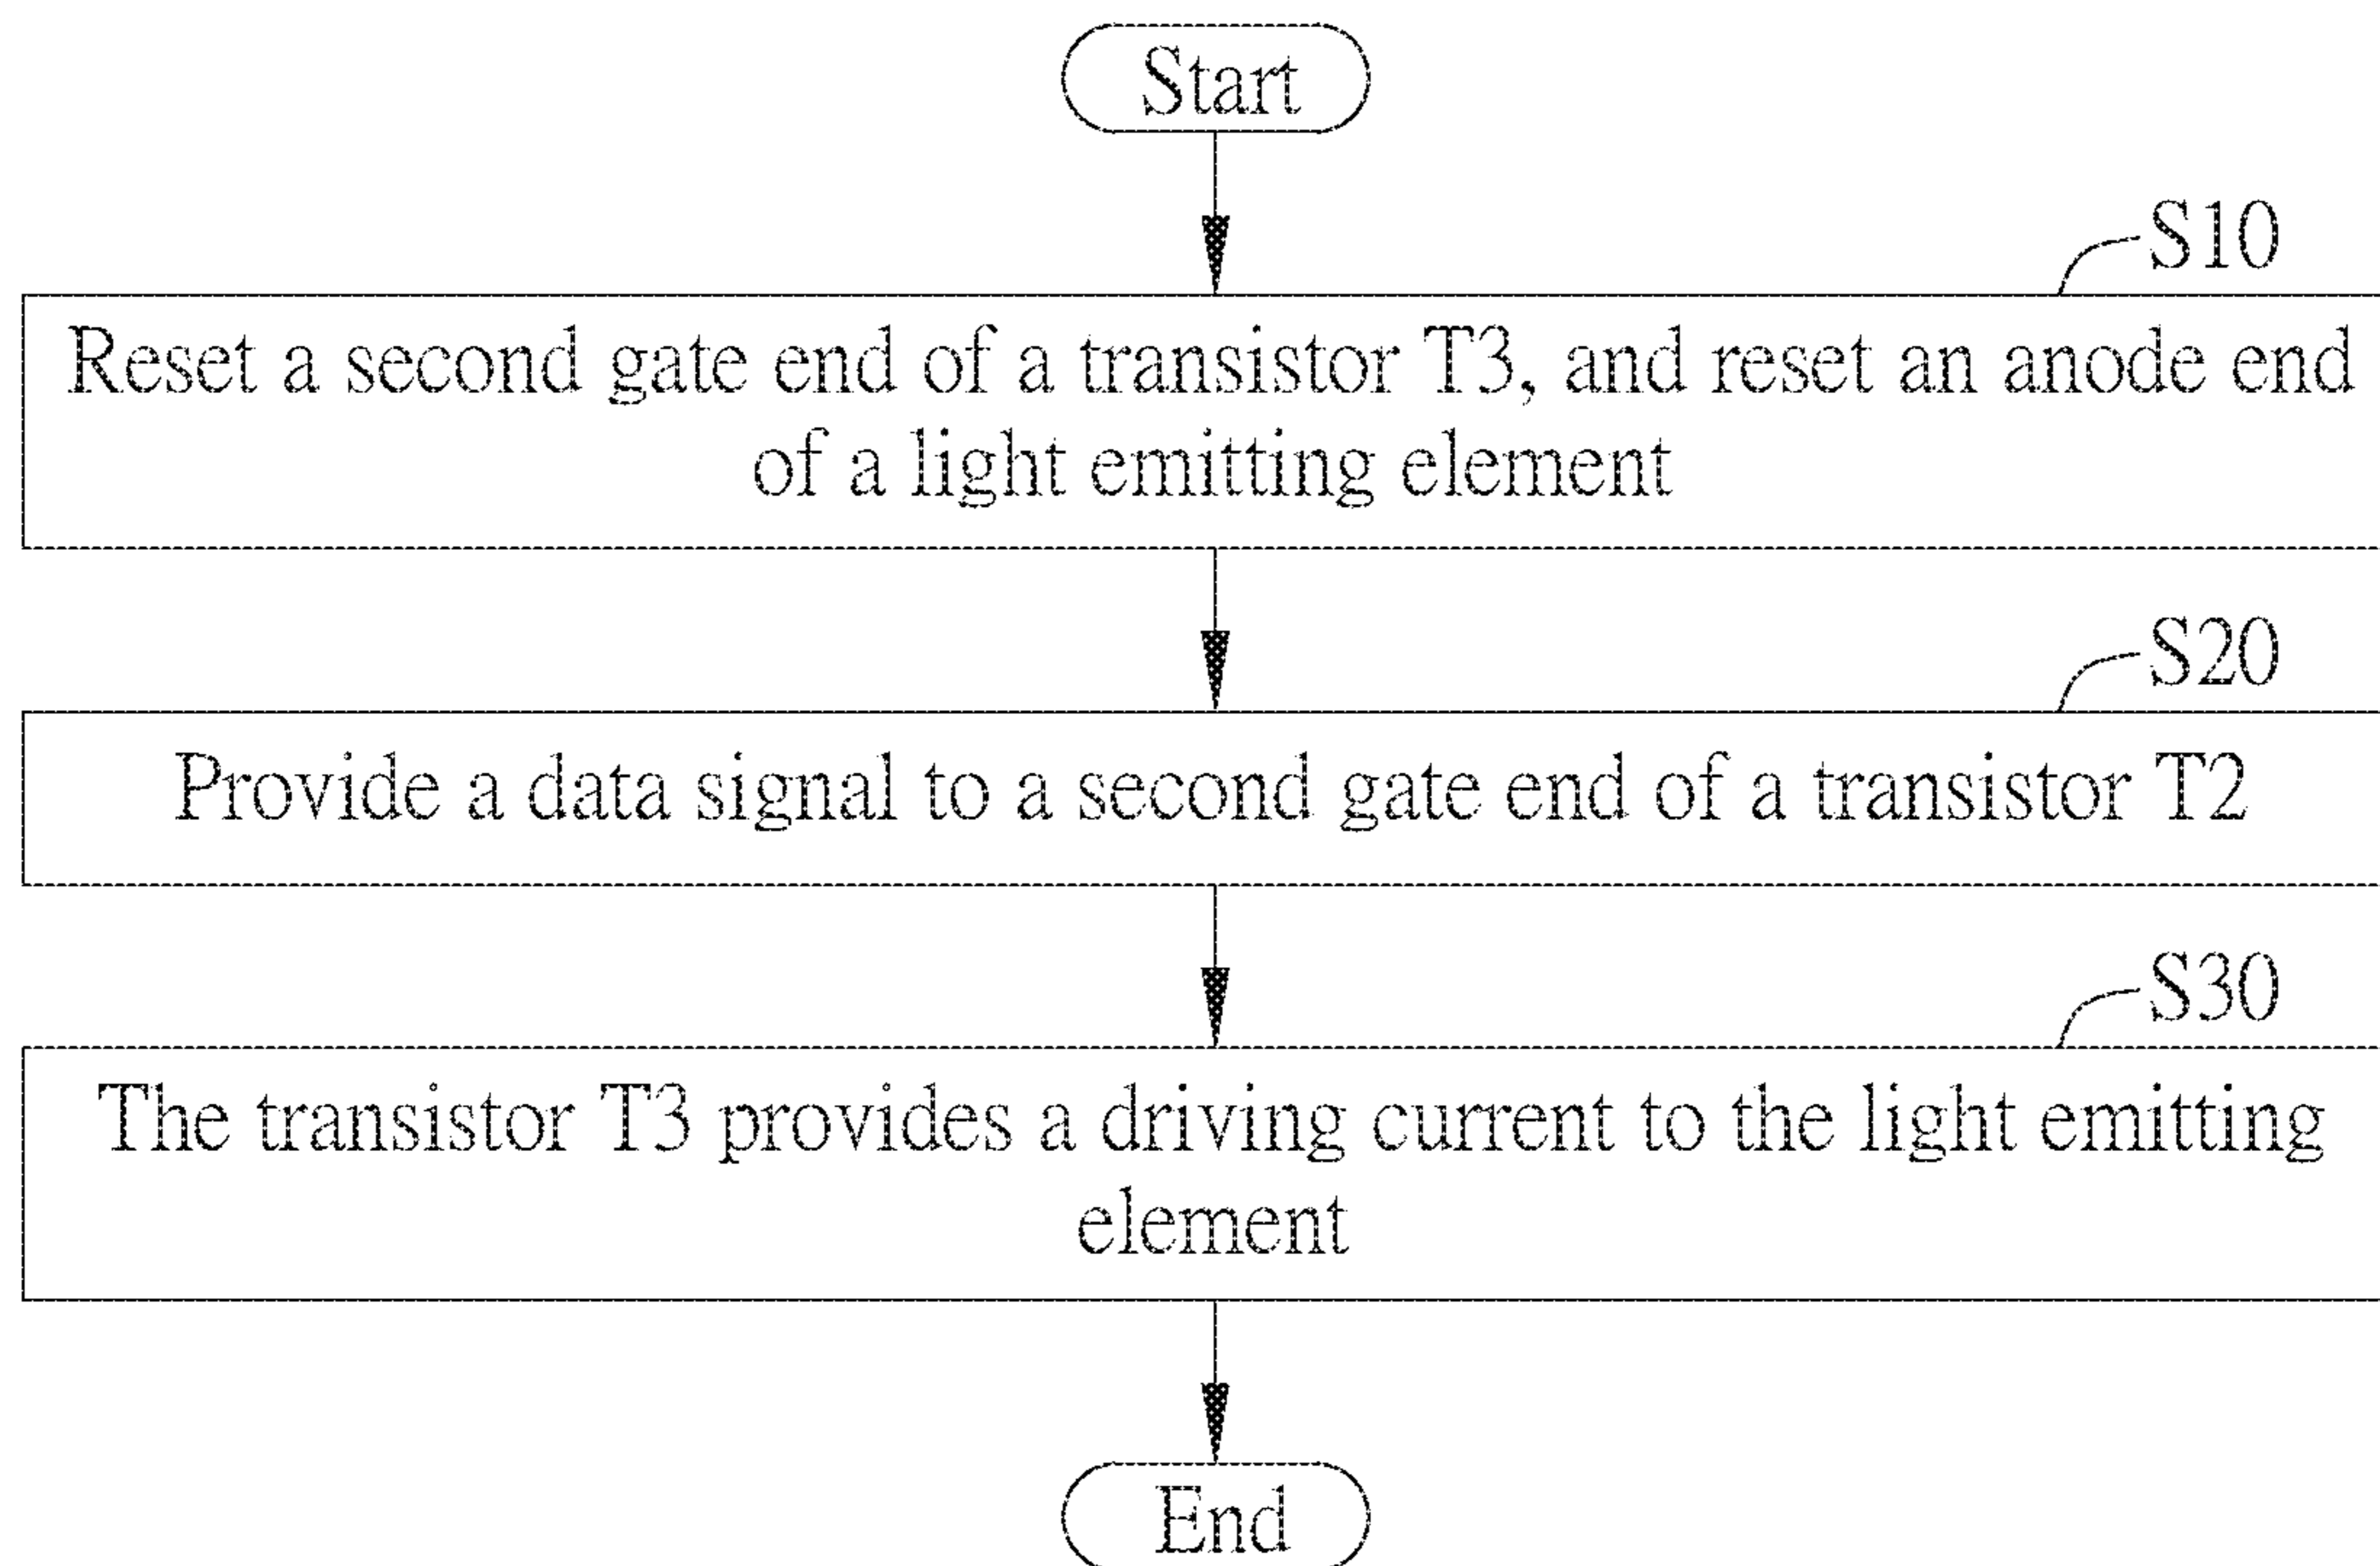 Start
S10
Reset a second gate end of a transistor T3, and reset an anode end
of a light emitting element
S20
Provide a data signal to a second gate end of a transistor T2
S30
The transistor T3 provides a driving current to the light emitting
element
End